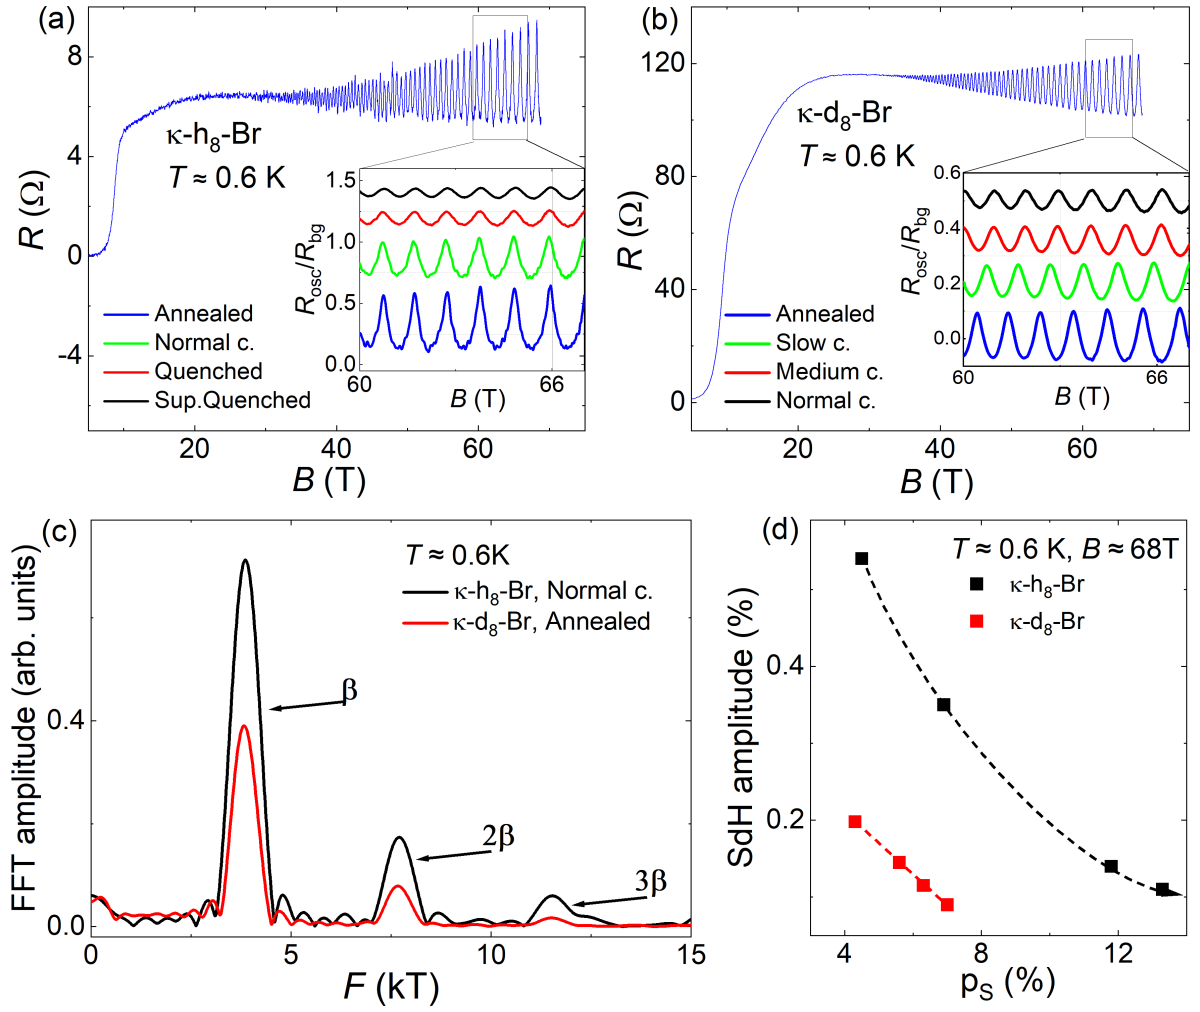 (a)
8
4
0
-4
R (Ω)
κ-h8-Br
T ≈ 0.6 K
1.5
1.0
0.5
0.0
Rosc/Rbg
60
66
B (T)
Annealed
Normal c.
Quenched
Sup.Quenched
20
40
60
B (T)
(b)
120
80
40
0
R (Ω)
κ-d8-Br
T ≈ 0.6 K
0.6
0.4
0.2
0.0
Rosc/Rbg
60
66
B (T)
Annealed
Slow c.
Medium c.
Normal c.
20
40
60
B (T)
(c)
T ≈ 0.6K
κ-h8-Br, Normal c.
κ-d8-Br, Annealed
β
2β
3β
0.4
0.0
FFT amplitude (arb. units)
0
5
10
15
F (kT)
(d)
T ≈ 0.6 K, B ≈ 68T
κ-h8-Br
κ-d8-Br
0.4
0.2
SdH amplitude (%)
4
8
12
pS (%)